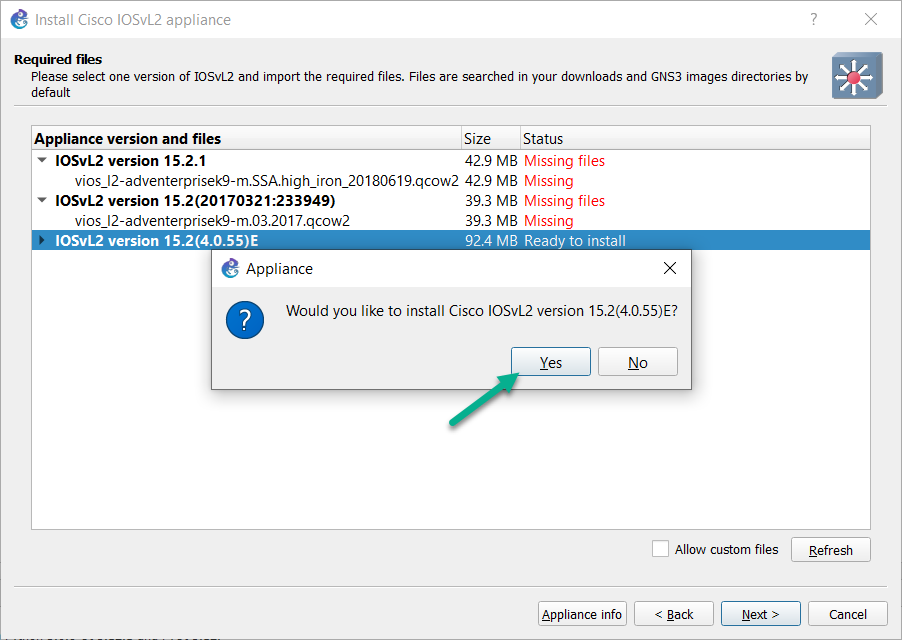 Install Cisco IOSvL2 appliance
?
Required files
Please select one version of IOSvL2 and import the required files. Files are searched in your downloads and GNS3 images directories by
default
Appliance version and files Size Status
IOSvL2 version 15.2.1 42.9 MB Missing files
vios_l2-adventerprisek9-m.SSA.high_iron_20180619.qcow2 42.9 MB Missing
IOSvL2 version 15.2(20170321:233949) 39.3 MB Missing files
vios_l2-adventerprisek9-m.03.2017.qcow2 39.3 MB Missing
IOSvL2 version 15.2(4.0.55)E 92.4 MB Ready to install
Appliance
?
Would you like to install Cisco IOSvL2 version 15.2(4.0.55)E?
Yes No
Allow custom files Refresh
Appliance info < Back Next > Cancel